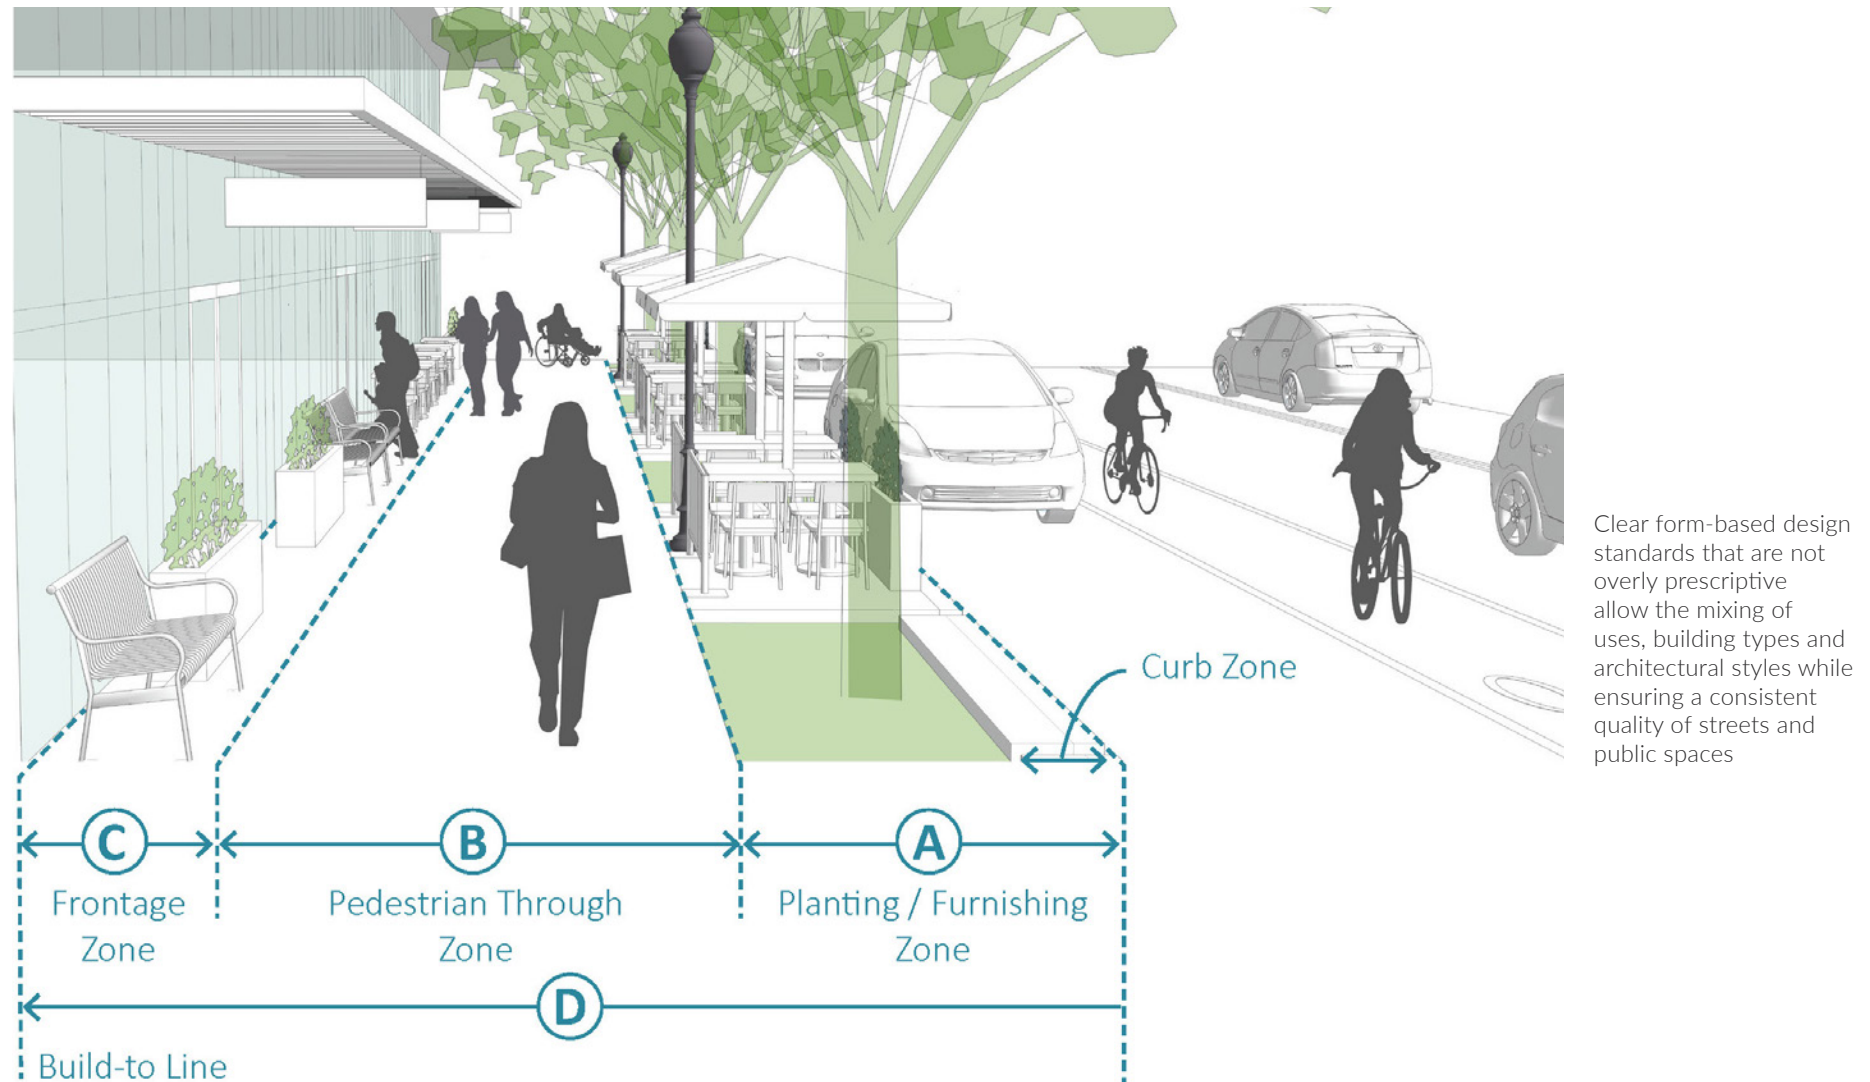 Clear form-based design
standards that are not
overly prescriptive
allow the mixing of
uses, building types and
architectural styles while
ensuring a consistent
quality of streets and
public spaces
Curb Zone
C
B
A
Frontage
Zone
Pedestrian Through
Zone
Planting / Furnishing
Zone
D
Build-to Line